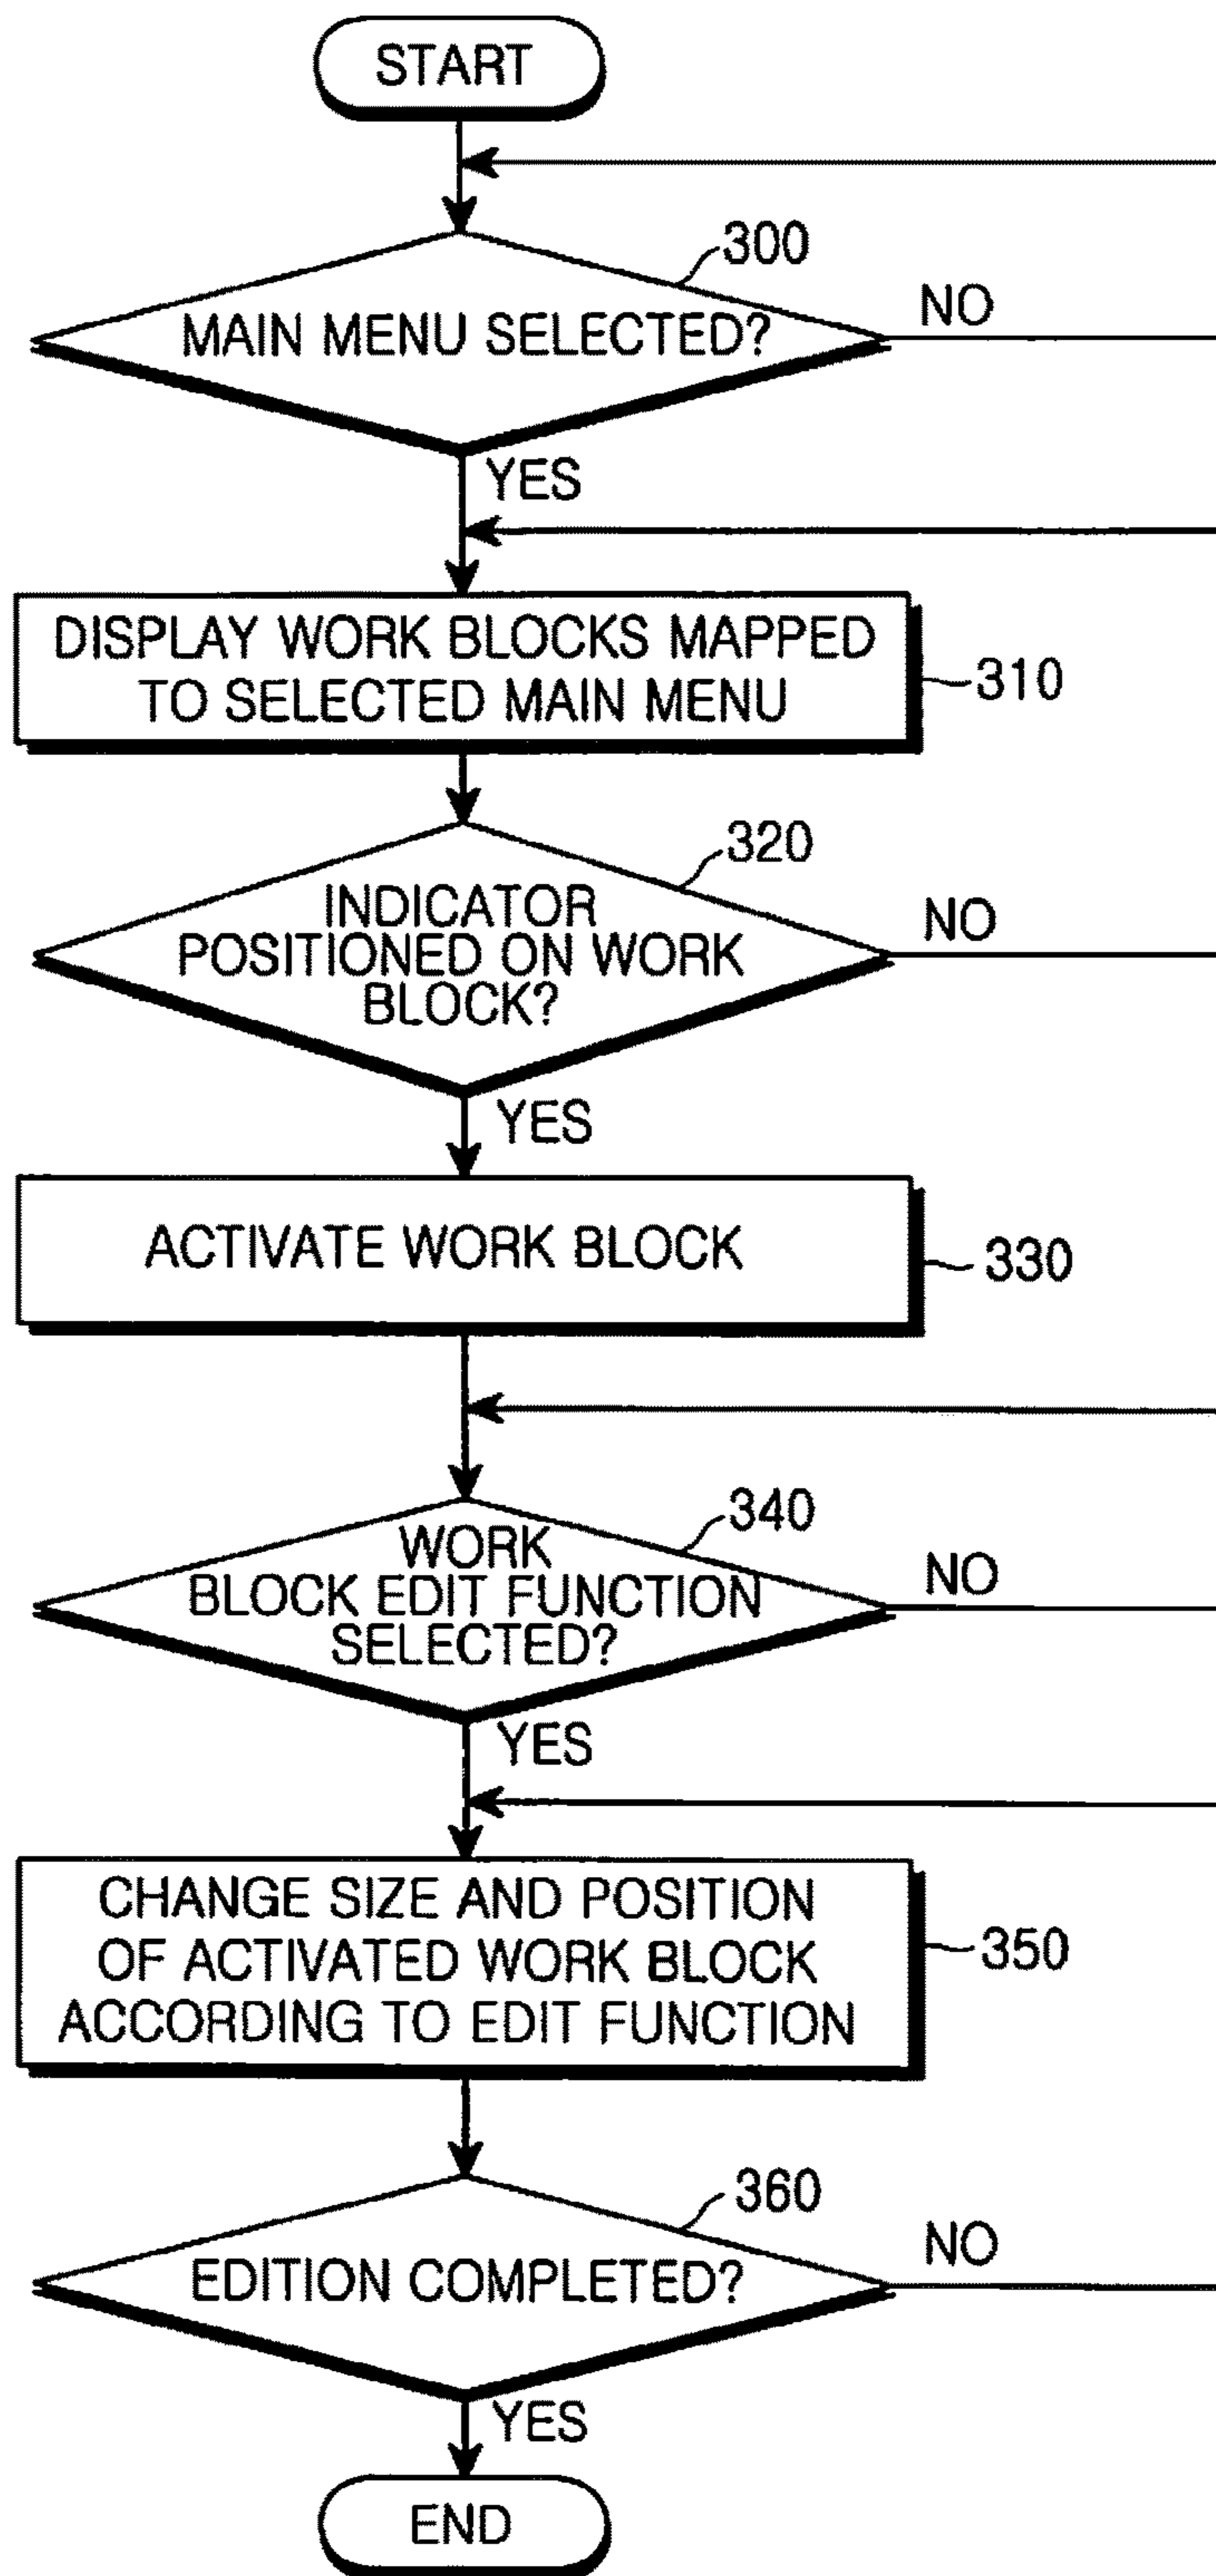 START
300
MAIN MENU SELECTED?
NO
YES
DISPLAY WORK BLOCKS MAPPED
TO SELECTED MAIN MENU
310
320
INDICATOR
POSITIONED ON WORK
BLOCK?
NO
YES
ACTIVATE WORK BLOCK
330
340
WORK
BLOCK EDIT FUNCTION
SELECTED?
NO
YES
CHANGE SIZE AND POSITION
OF ACTIVATED WORK BLOCK
ACCORDING TO EDIT FUNCTION
350
360
EDITION COMPLETED?
NO
YES
END